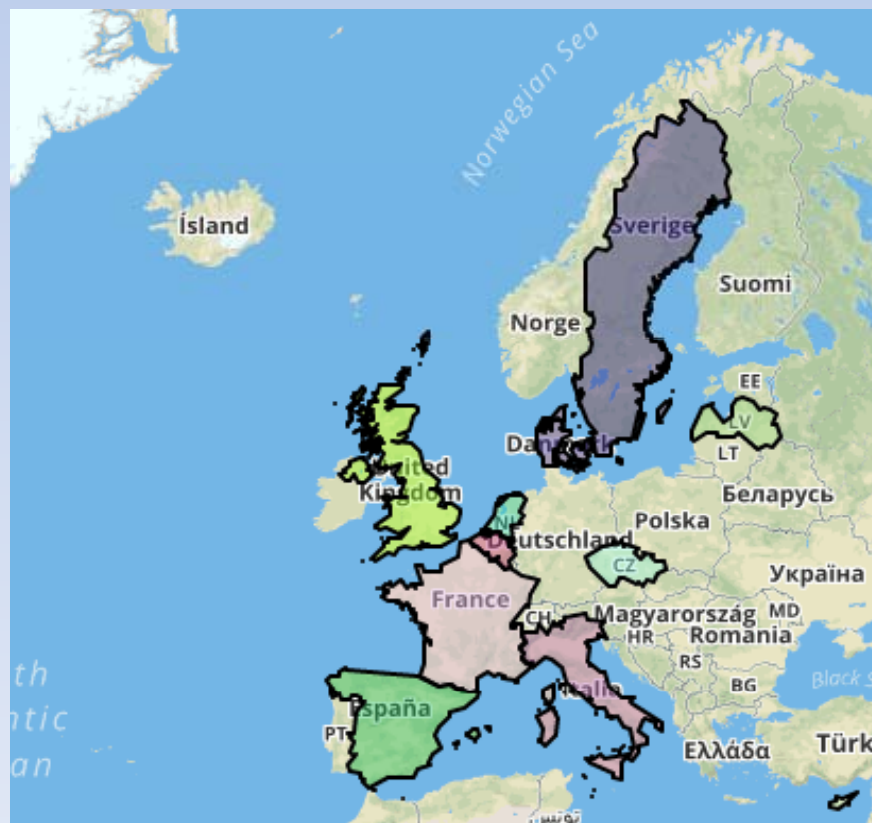 Norwegian Sea
Ísland
Sverige
Suomi
Norge
EE
LV
Danmark
LT
United
Kingdom
Беларусь
NL
Polska
Deutschland
CZ
Україна
France
CH
Magyarország
MD
HR
Romania
RS
Italia
Black
BG
th
ntic
an
España
PT
Ελλάδα
Türk
تونس